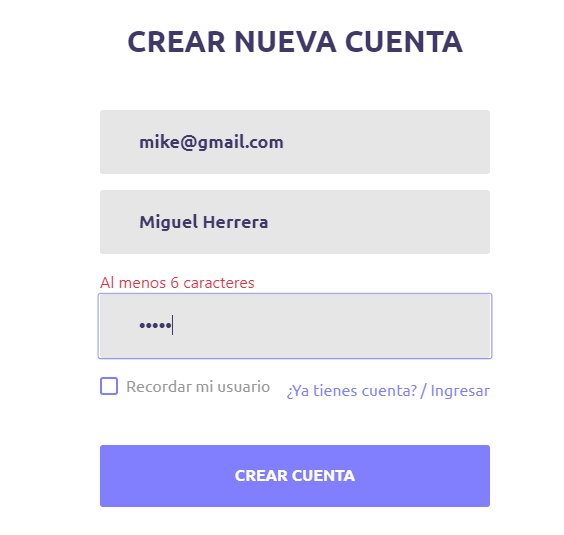 CREAR NUEVA CUENTA
mike@gmail.com
Miguel Herrera
Al menos 6 caracteres
•••••
Recordar mi usuario ¿Ya tienes cuenta? / Ingresar
CREAR CUENTA